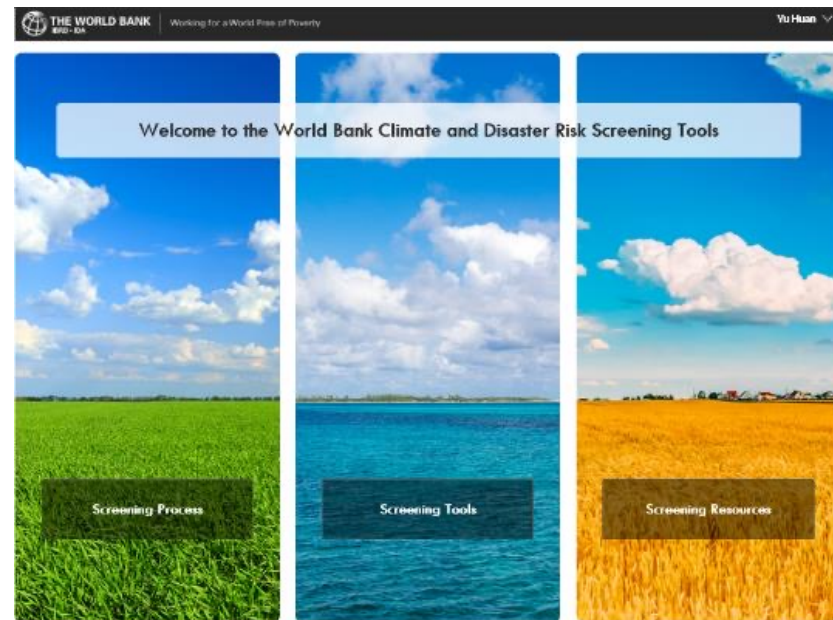 THE WORLD BANK
IBRD • IDA
Working for a World Free of Poverty
Yu Huan
Welcome to the World Bank Climate and Disaster Risk Screening Tools
Screening Process
Screening Tools
Screening Resources